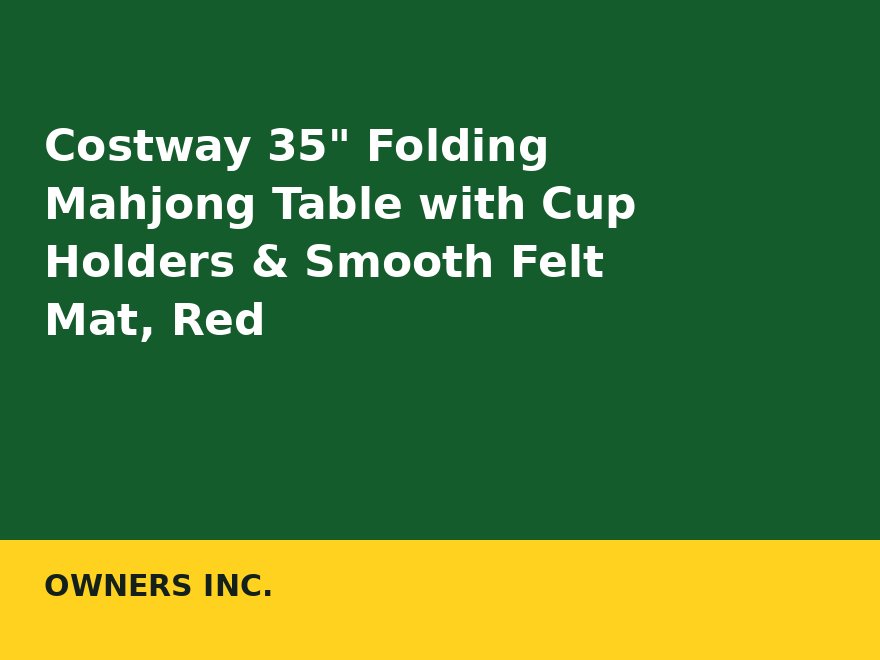 Costway 35" Folding
Mahjong Table with Cup
Holders & Smooth Felt
Mat, Red
OWNERS INC.